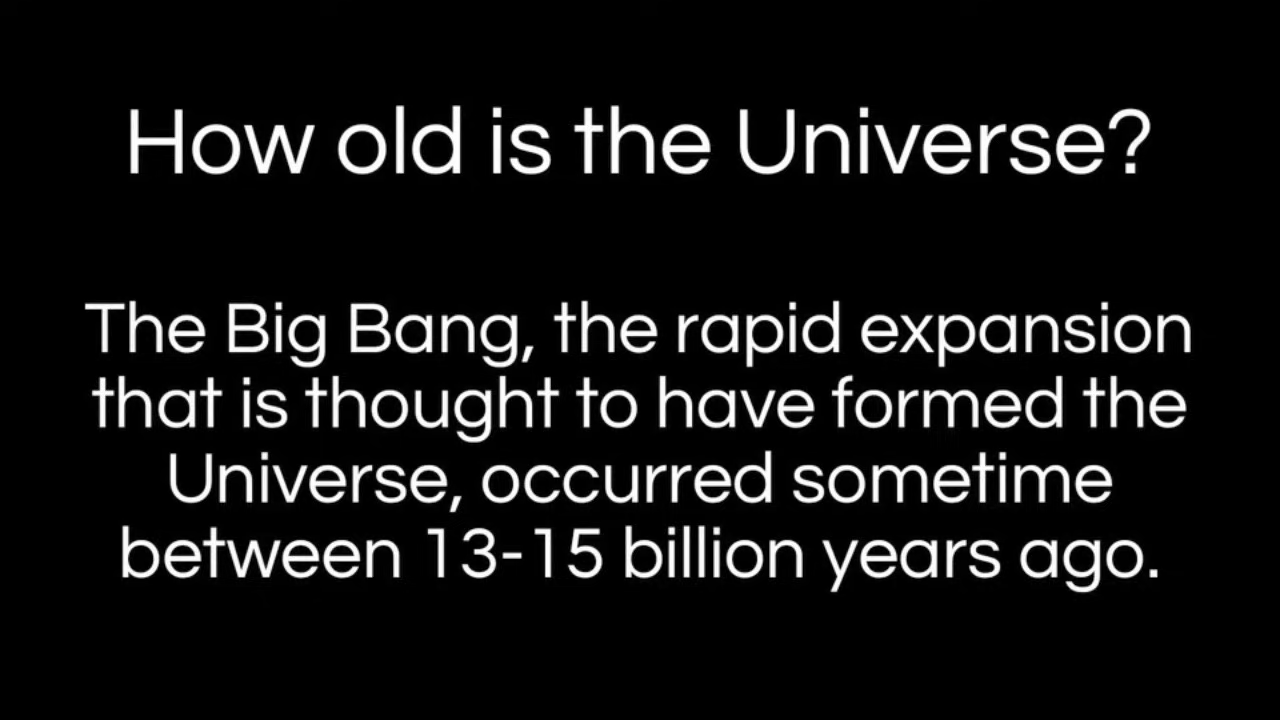 How old is the Universe?
The Big Bang, the rapid expansion
that is thought to have formed the
Universe, occurred sometime
between 13-15 billion years ago.